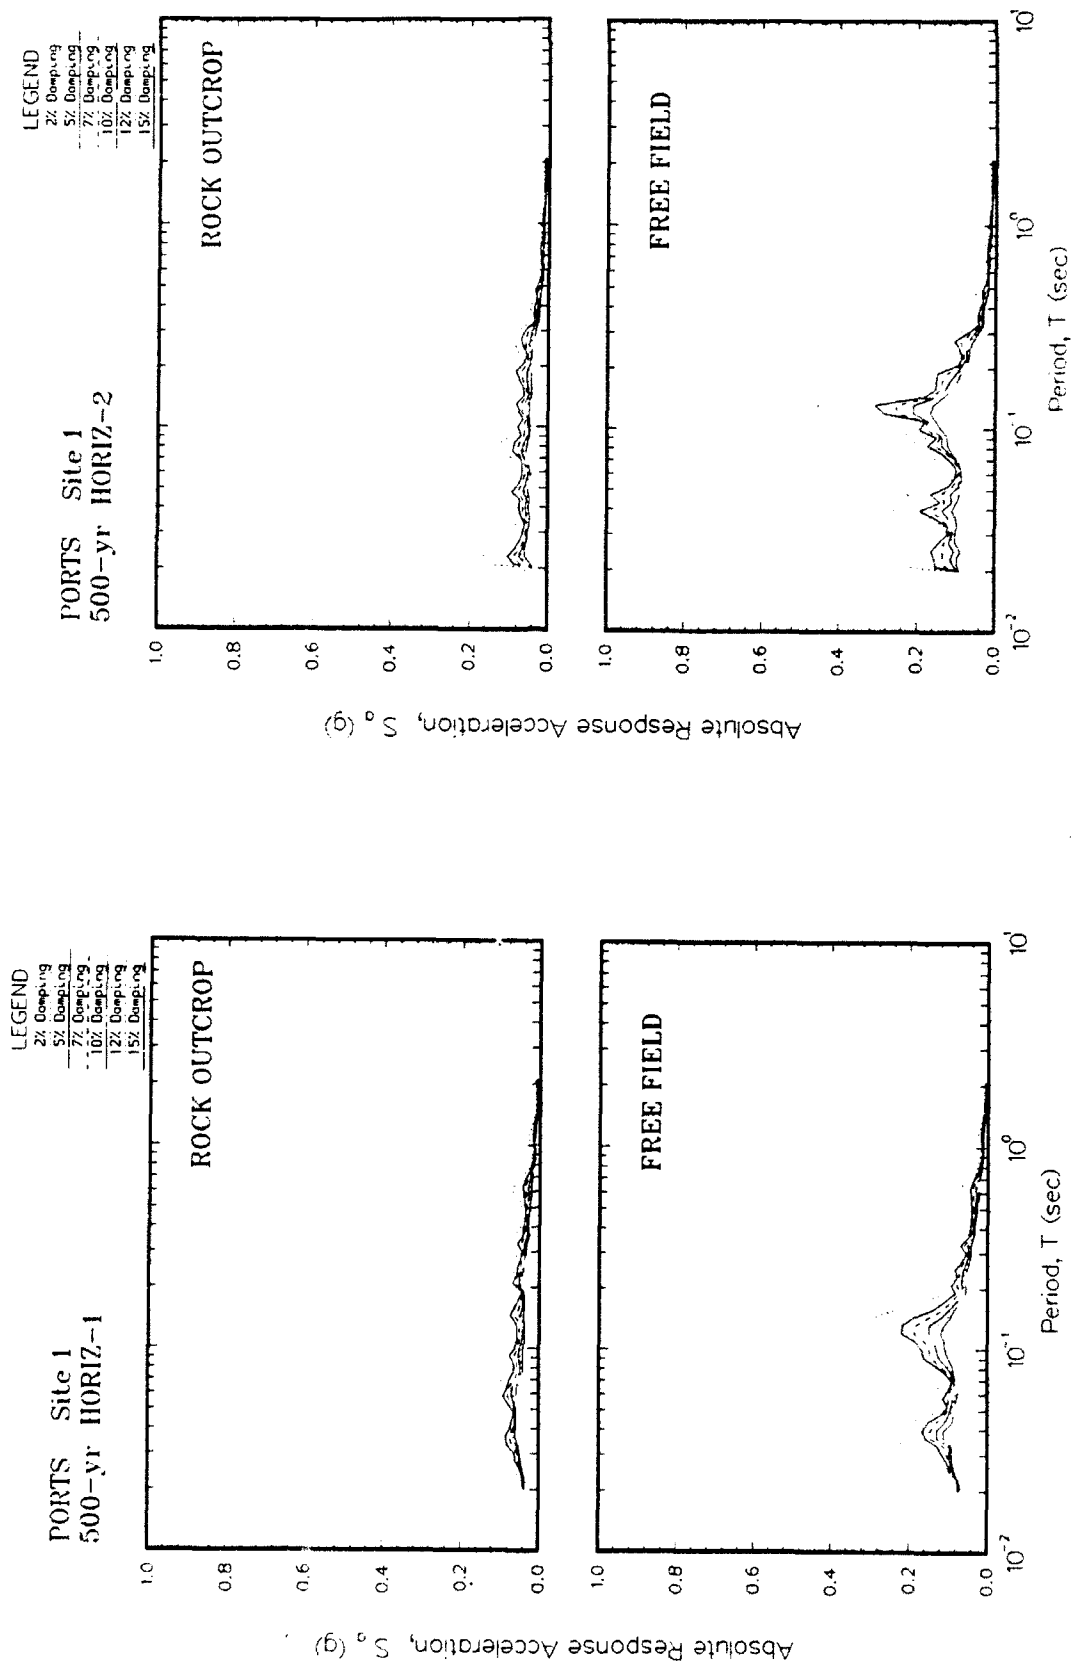 PORTS Site 1
500-yr HORIZ-1
LEGEND
2% Damping
5% Damping
7% Damping
10% Damping
12% Damping
15% Damping
ROCK OUTCROP
1.0
0.8
0.6
0.4
0.2
0.0
Absolute Response Acceleration, S a (g)
FREE FIELD
1.0
0.8
0.6
0.4
0.2
0.0
10-2
10-1
100
101
Period, T (sec)
PORTS Site 1
500-yr HORIZ-2
LEGEND
2% Damping
5% Damping
7% Damping
10% Damping
12% Damping
15% Damping
ROCK OUTCROP
1.0
0.8
0.6
0.4
0.2
0.0
Absolute Response Acceleration, S a (g)
FREE FIELD
1.0
0.8
0.6
0.4
0.2
0.0
10-2
10-1
100
101
Period, T (sec)